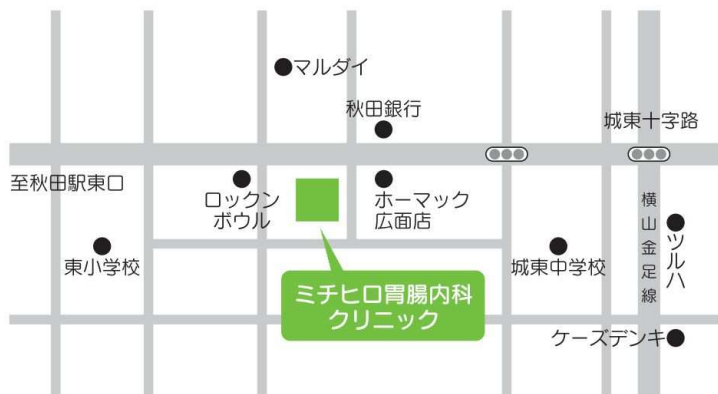 マルダイ
秋田銀行
城東十字路
至秋田駅東口
ロックン
ボウル
ホーマック
広面店
横山金足線
ツルハ
東小学校
城東中学校
ミチヒロ胃腸内科
クリニック
ケーズデンキ